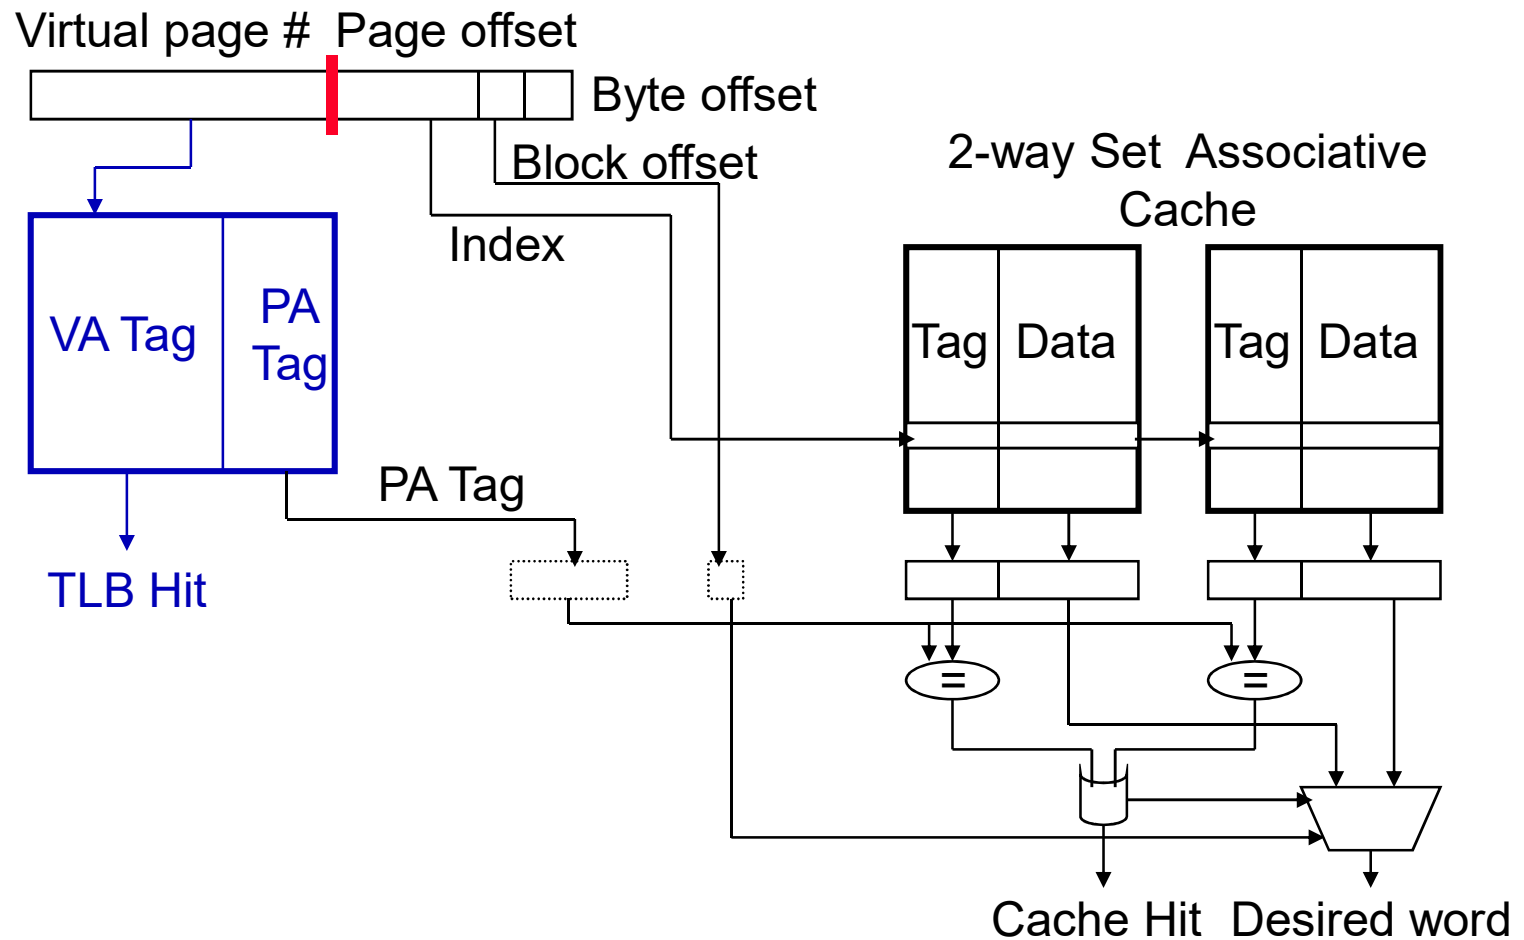 Virtual page # Page offset
Byte offset
Block offset
2-way Set Associative
Cache
Index
VA Tag
PA
Tag
Tag Data
Tag Data
PA Tag
TLB Hit
=
=
Cache Hit Desired word